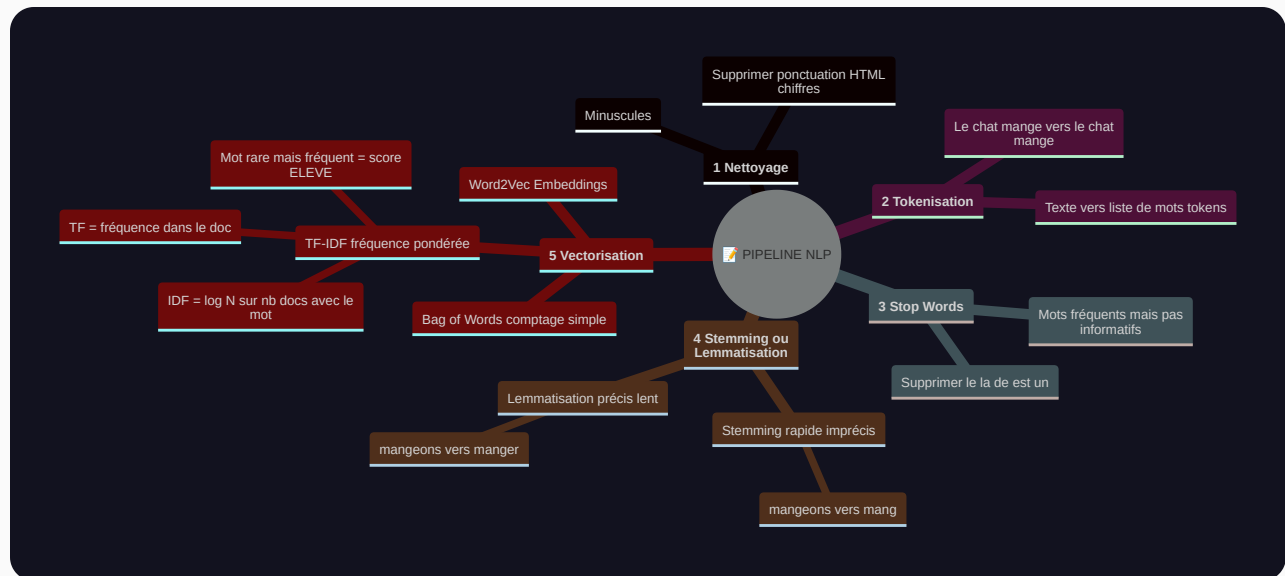 📝 PIPELINE NLP
1 Nettoyage
Minuscules
Supprimer ponctuation HTML
chiffres
2 Tokenisation
Le chat mange vers le chat
mange
Texte vers liste de mots tokens
3 Stop Words
Mots fréquents mais pas
informatifs
Supprimer le la de est un
4 Stemming ou
Lemmatisation
Stemming rapide imprécis
mangeons vers mang
Lemmatisation précis lent
mangeons vers manger
5 Vectorisation
Bag of Words comptage simple
TF-IDF fréquence pondérée
TF = fréquence dans le doc
IDF = log N sur nb docs avec le
mot
Mot rare mais fréquent = score
ELEVE
Word2Vec Embeddings